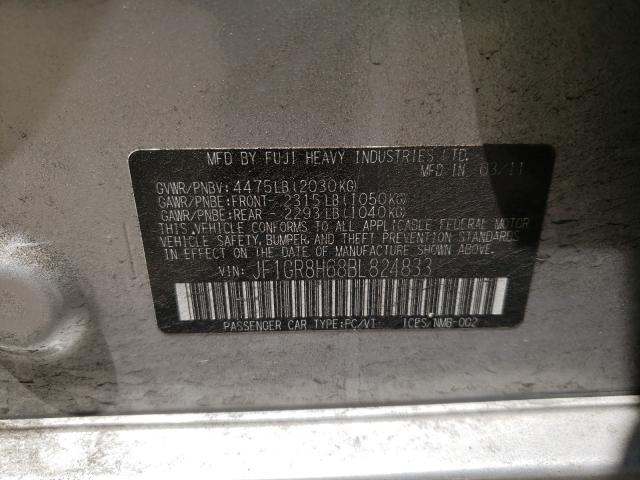 MFD BY FUJI HEAVY INDUSTRIES LTD.
MFD IN 03/11
GVWR/PNBV: 4475LB(2030KG)
GAWR/PNBE:FRONT- 2315LB(1050KG)
GAWR/PNBE:REAR - 2293LB(1040KG)
THIS VEHICLE CONFORMS TO ALL APPLICABLE FEDERAL MOTOR
VEHICLE SAFETY, BUMPER, AND THEFT PREVENTION STANDARDS
IN EFFECT ON THE DATE OF MANUFACTURE SHOWN ABOVE.
VIN: JF1GR8H68BL824833
PASSENGER CAR TYPE:PC/VT ICES/NMB-002